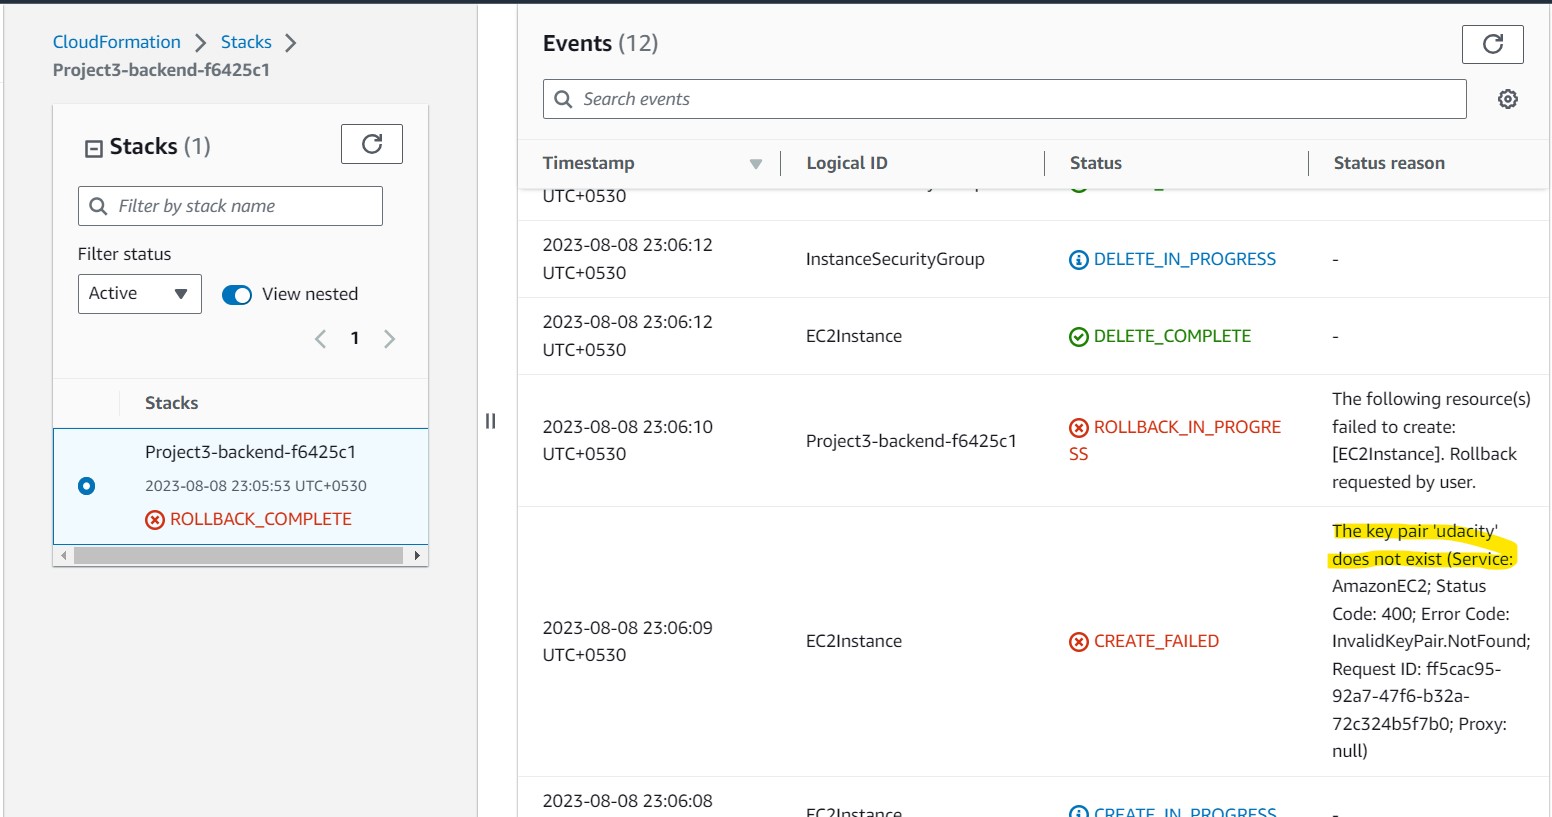 CloudFormation > Stacks >
Project3-backend-f6425c1
Stacks (1)
Filter by stack name
Filter status
Active
View nested
1
Stacks
Project3-backend-f6425c1
2023-08-08 23:05:53 UTC+0530
ROLLBACK_COMPLETE
Events (12)
Search events
Timestamp Logical ID Status Status reason
UTC+0530
2023-08-08 23:06:12
UTC+0530
InstanceSecurityGroup
DELETE_IN_PROGRESS
-
2023-08-08 23:06:12
UTC+0530
EC2Instance
DELETE_COMPLETE
-
2023-08-08 23:06:10
UTC+0530
Project3-backend-f6425c1
ROLLBACK_IN_PROGRE
SS
The following resource(s)
failed to create:
[EC2Instance]. Rollback
requested by user.
2023-08-08 23:06:09
UTC+0530
EC2Instance
CREATE_FAILED
The key pair 'udacity'
does not exist (Service:
AmazonEC2; Status
Code: 400; Error Code:
InvalidKeyPair.NotFound;
Request ID: ff5cac95-
92a7-47f6-b32a-
72c324b5f7b0; Proxy:
null)
2023-08-08 23:06:08
EC2Instance
CREATE_IN_PROGRESS
-